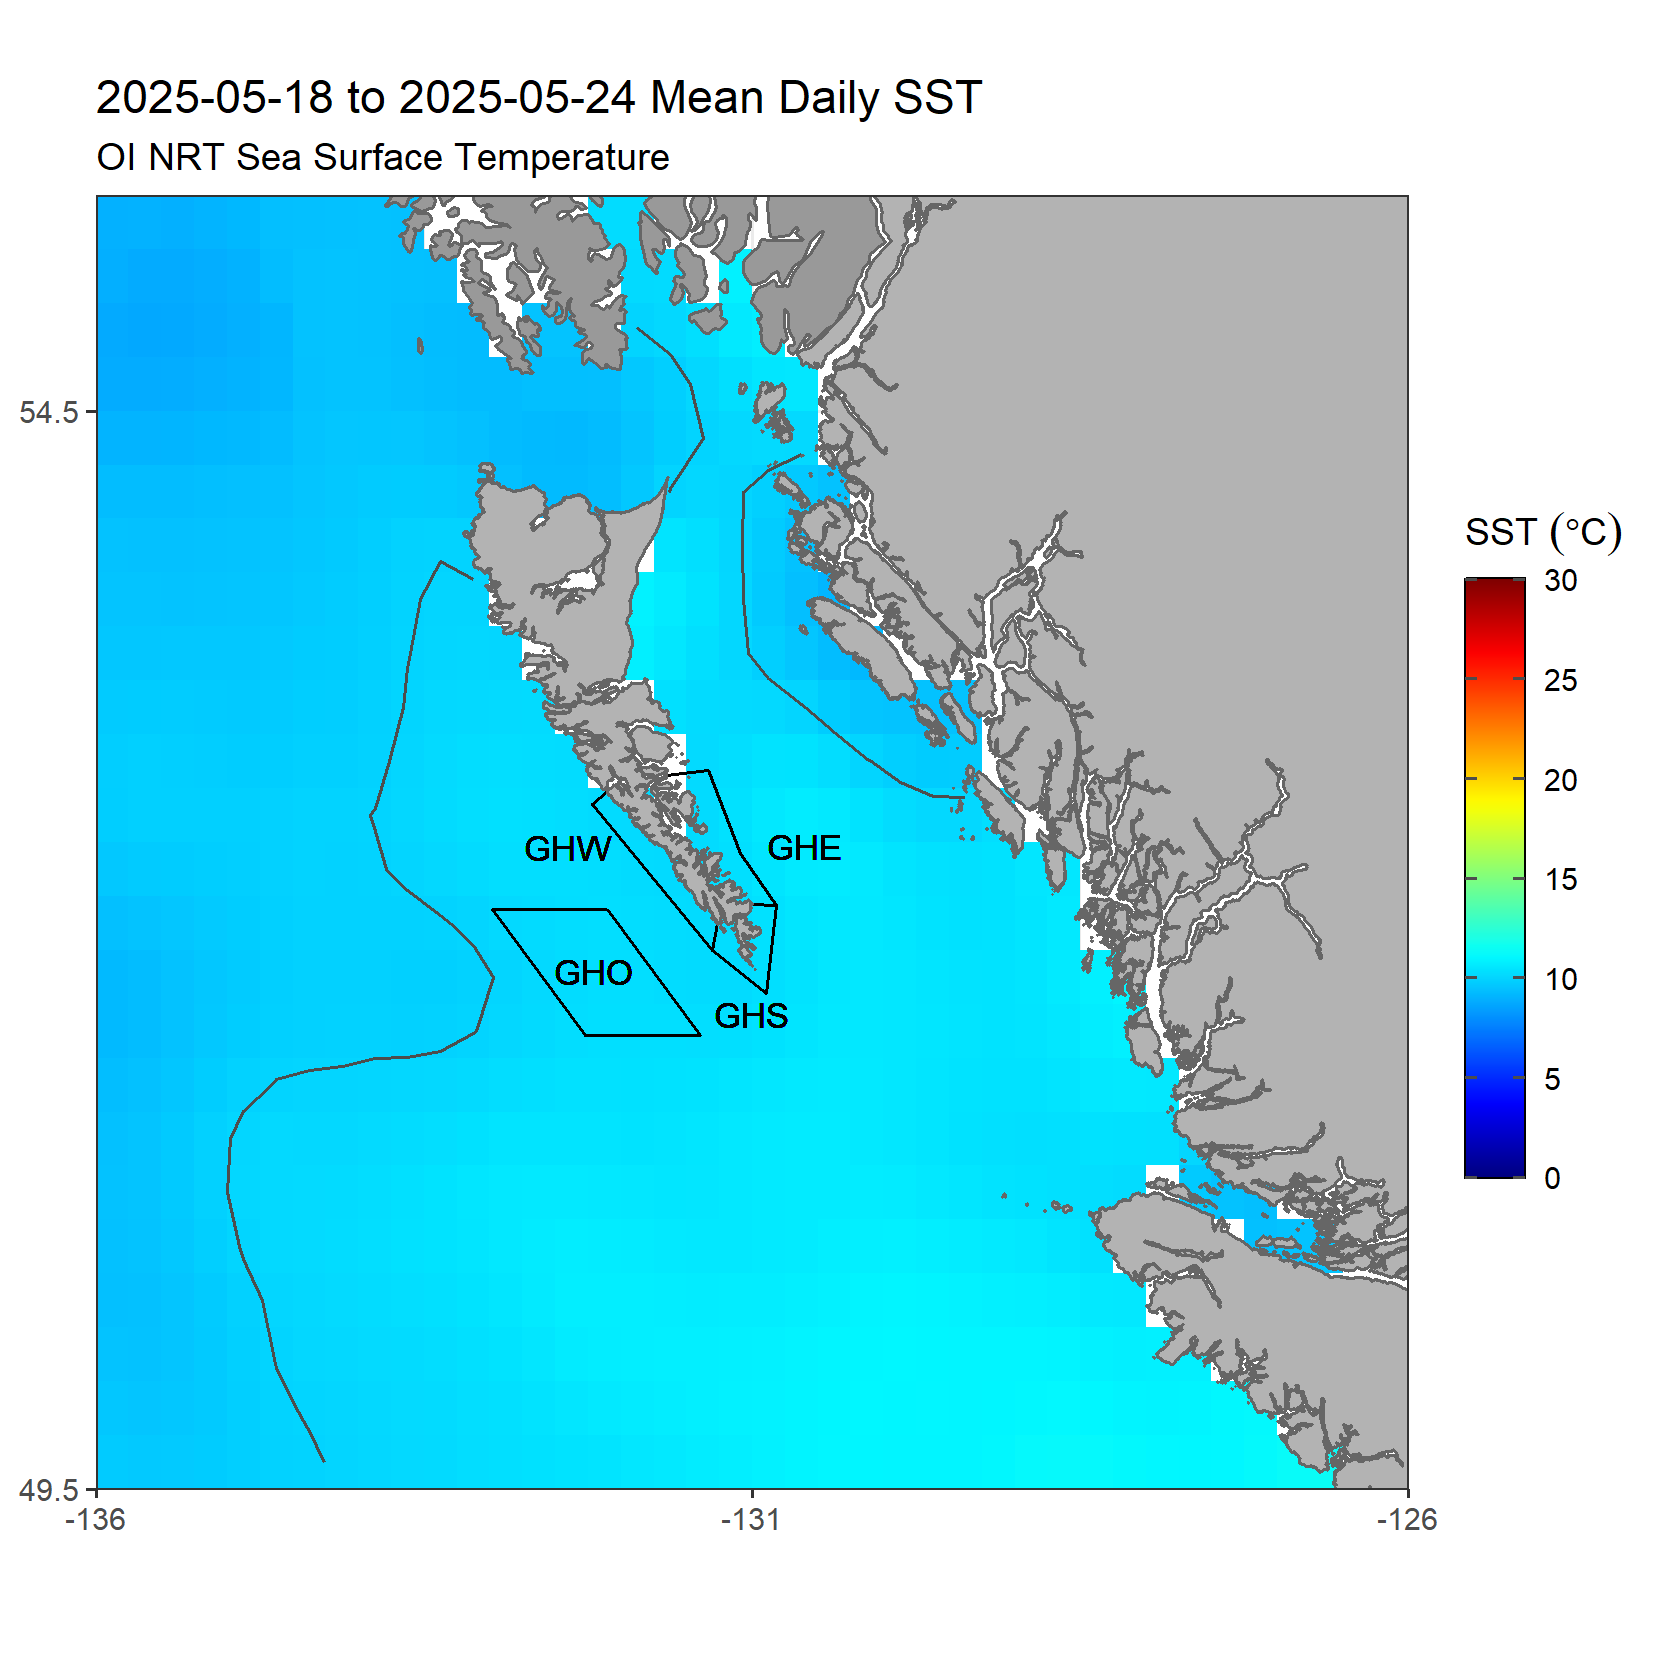 2025-05-18 to 2025-05-24 Mean Daily SST
OI NRT Sea Surface Temperature
54.5
49.5
-136
-131
-126
GHW
GHE
GHO
GHS
SST (°C)
30
25
20
15
10
5
0